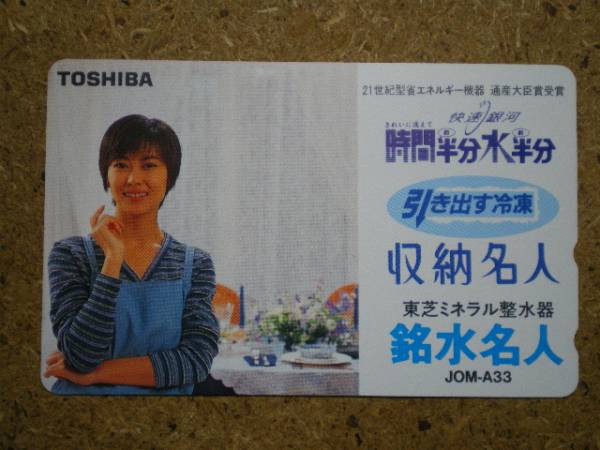 TOSHIBA
21世紀型省エネルギー機器 通産大臣賞受賞
快速銀河
きれいに洗えて
時間約半分水約半分
引き出す冷凍
収納名人
東芝ミネラル整水器
銘水名人
JOM-A33